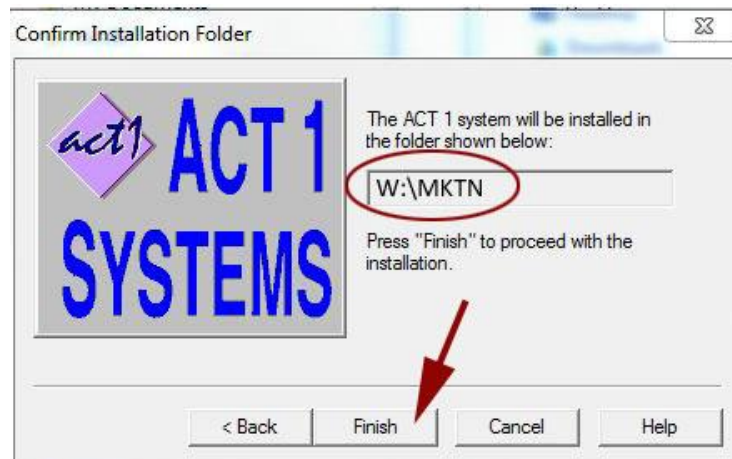 Confirm Installation Folder
act1
ACT 1
SYSTEMS
The ACT 1 system will be installed in
the folder shown below:
W:\MKTN
Press "Finish" to proceed with the
installation.
< Back
Finish
Cancel
Help